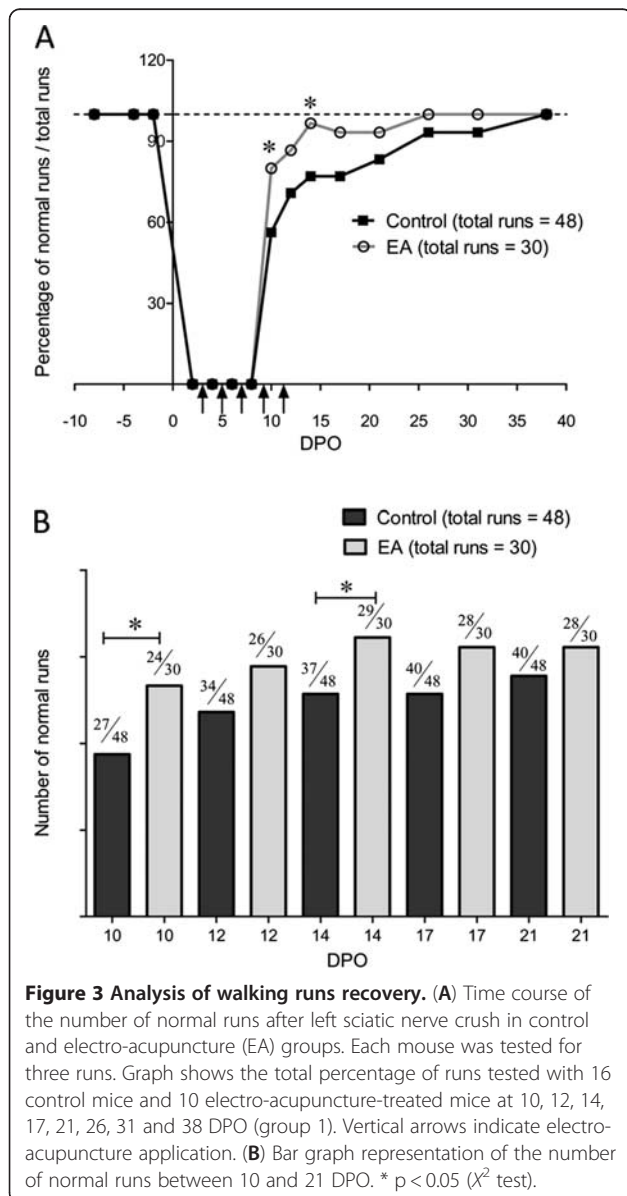 A
120
90
60
30
Percentage of normal runs / total runs
*
*
Control (total runs = 48)
EA (total runs = 30)
-10 -5 0 5 10 15 20 25 30 35 40
DPO
B
Control (total runs = 48)
EA (total runs = 30)
Number of normal runs
*
*
27/48
24/30
34/48
26/30
37/48
29/30
40/48
28/30
40/48
28/30
10 10 12 12 14 14 17 17 21 21
DPO
Figure 3 Analysis of walking runs recovery. (A) Time course of
the number of normal runs after left sciatic nerve crush in control
and electro-acupuncture (EA) groups. Each mouse was tested for
three runs. Graph shows the total percentage of runs tested with 16
control mice and 10 electro-acupuncture-treated mice at 10, 12, 14,
17, 21, 26, 31 and 38 DPO (group 1). Vertical arrows indicate electro-
acupuncture application. (B) Bar graph representation of the number
of normal runs between 10 and 21 DPO. * p < 0.05 (X² test).